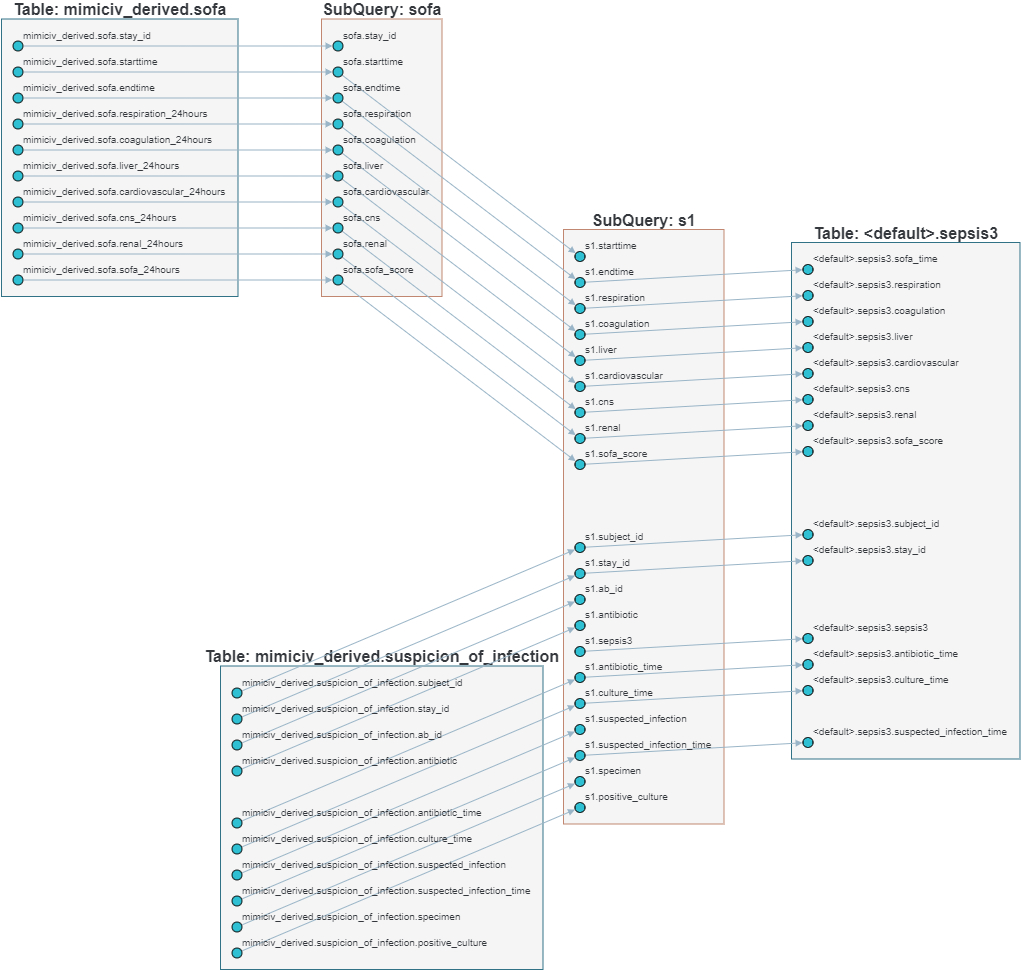 Table: mimiciv_derived.sofa
mimiciv_derived.sofa.stay_id
mimiciv_derived.sofa.starttime
mimiciv_derived.sofa.endtime
mimiciv_derived.sofa.respiration_24hours
mimiciv_derived.sofa.coagulation_24hours
mimiciv_derived.sofa.liver_24hours
mimiciv_derived.sofa.cardiovascular_24hours
mimiciv_derived.sofa.cns_24hours
mimiciv_derived.sofa.renal_24hours
mimiciv_derived.sofa.sofa_24hours
SubQuery: sofa
sofa.stay_id
sofa.starttime
sofa.endtime
sofa.respiration
sofa.coagulation
sofa.liver
sofa.cardiovascular
sofa.cns
sofa.renal
sofa.sofa_score
SubQuery: s1
s1.starttime
s1.endtime
s1.respiration
s1.coagulation
s1.liver
s1.cardiovascular
s1.cns
s1.renal
s1.sofa_score
s1.subject_id
s1.stay_id
s1.ab_id
s1.antibiotic
s1.sepsis3
s1.antibiotic_time
s1.culture_time
s1.suspected_infection
s1.suspected_infection_time
s1.specimen
s1.positive_culture
Table: <default>.sepsis3
<default>.sepsis3.sofa_time
<default>.sepsis3.respiration
<default>.sepsis3.coagulation
<default>.sepsis3.liver
<default>.sepsis3.cardiovascular
<default>.sepsis3.cns
<default>.sepsis3.renal
<default>.sepsis3.sofa_score
<default>.sepsis3.subject_id
<default>.sepsis3.stay_id
<default>.sepsis3.sepsis3
<default>.sepsis3.antibiotic_time
<default>.sepsis3.culture_time
<default>.sepsis3.suspected_infection_time
Table: mimiciv_derived.suspicion_of_infection
mimiciv_derived.suspicion_of_infection.subject_id
mimiciv_derived.suspicion_of_infection.stay_id
mimiciv_derived.suspicion_of_infection.ab_id
mimiciv_derived.suspicion_of_infection.antibiotic
mimiciv_derived.suspicion_of_infection.antibiotic_time
mimiciv_derived.suspicion_of_infection.culture_time
mimiciv_derived.suspicion_of_infection.suspected_infection
mimiciv_derived.suspicion_of_infection.suspected_infection_time
mimiciv_derived.suspicion_of_infection.specimen
mimiciv_derived.suspicion_of_infection.positive_culture